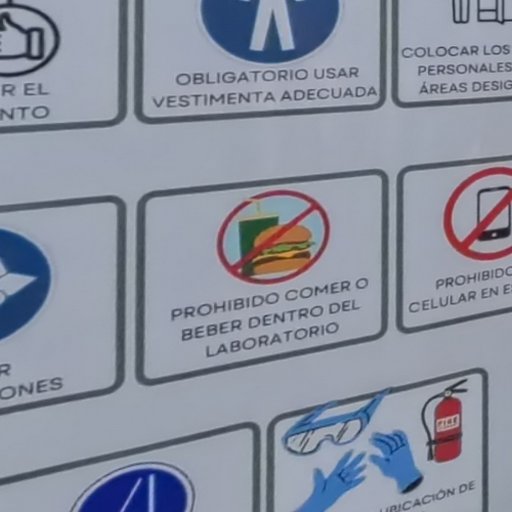 R EL
NTO
OBLIGATORIO USAR
VESTIMENTA ADECUADA
COLOCAR LOS
PERSONALES
ÁREAS DESIG
R
ONES
PROHIBIDO COMER O
BEBER DENTRO DEL
LABORATORIO
PROHIBIDO
CELULAR EN E
FIRE
UBICACIÓN DE